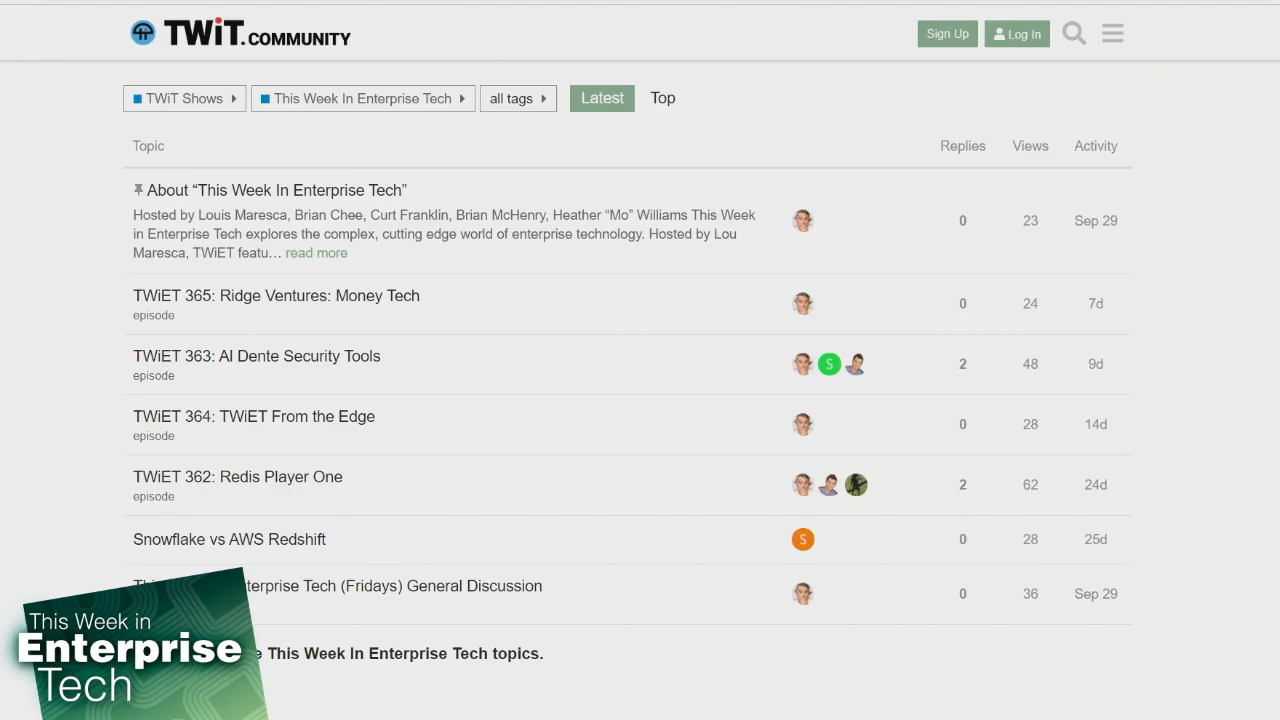 TWiT.COMMUNITY
Sign Up
Log In
TWiT Shows
This Week In Enterprise Tech
all tags
Latest
Top
Topic
Replies
Views
Activity
About “This Week In Enterprise Tech”
Hosted by Louis Maresca, Brian Chee, Curt Franklin, Brian McHenry, Heather “Mo” Williams This Week
in Enterprise Tech explores the complex, cutting edge world of enterprise technology. Hosted by Lou
Maresca, TWiET featu… read more
0
23
Sep 29
TWiET 365: Ridge Ventures: Money Tech
episode
0
24
7d
TWiET 363: Al Dente Security Tools
episode
S
2
48
9d
TWiET 364: TWiET From the Edge
episode
0
28
14d
TWiET 362: Redis Player One
episode
2
62
24d
Snowflake vs AWS Redshift
S
0
28
25d
terprise Tech (Fridays) General Discussion
0
36
Sep 29
This Week In Enterprise Tech topics.
This Week in
Enterprise
Tech